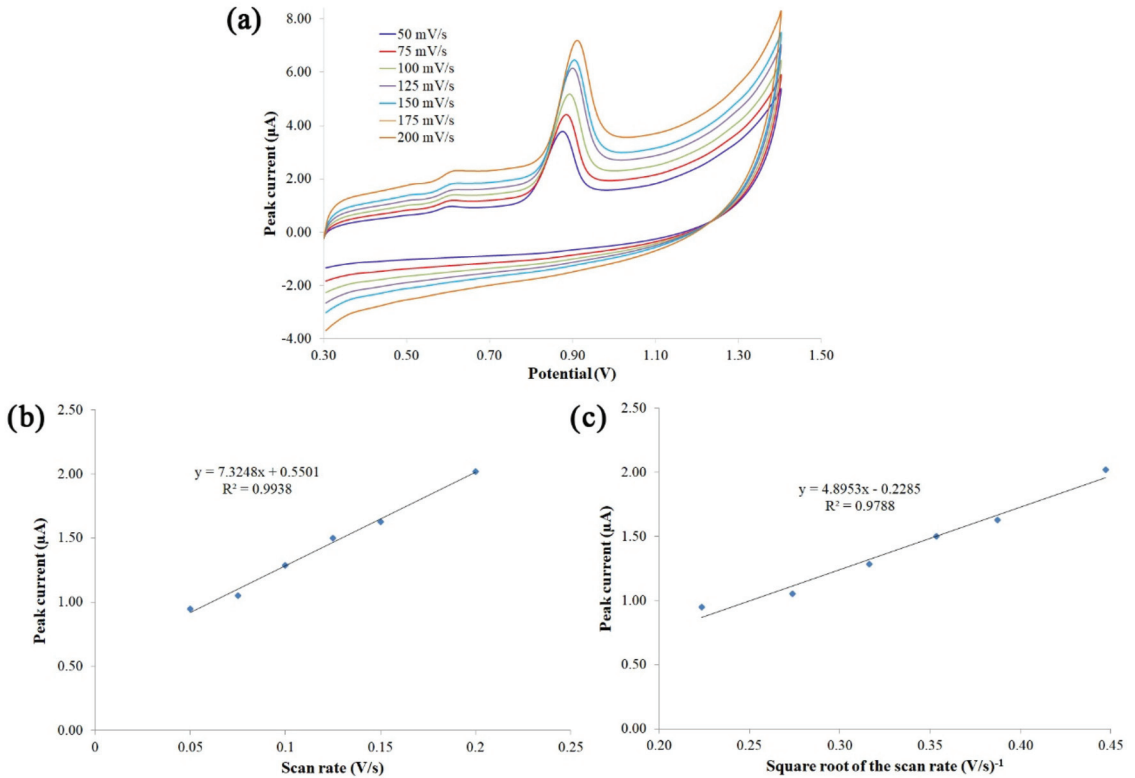 (a)
8.00
6.00
4.00
2.00
0.00
-2.00
-4.00
Peak current (µA)
50 mV/s
75 mV/s
100 mV/s
125 mV/s
150 mV/s
175 mV/s
200 mV/s
0.30 0.50 0.70 0.90 1.10 1.30 1.50
Potential (V)
(b)
2.50
2.00
1.50
1.00
0.50
0.00
Peak current (µA)
y = 7.3248x + 0.5501
R² = 0.9938
0 0.05 0.1 0.15 0.2 0.25
Scan rate (V/s)
(c)
2.50
2.00
1.50
1.00
0.50
0.00
Peak current (µA)
y = 4.8953x - 0.2285
R² = 0.9788
0.20 0.25 0.30 0.35 0.40 0.45
Square root of the scan rate (V/s)⁻¹